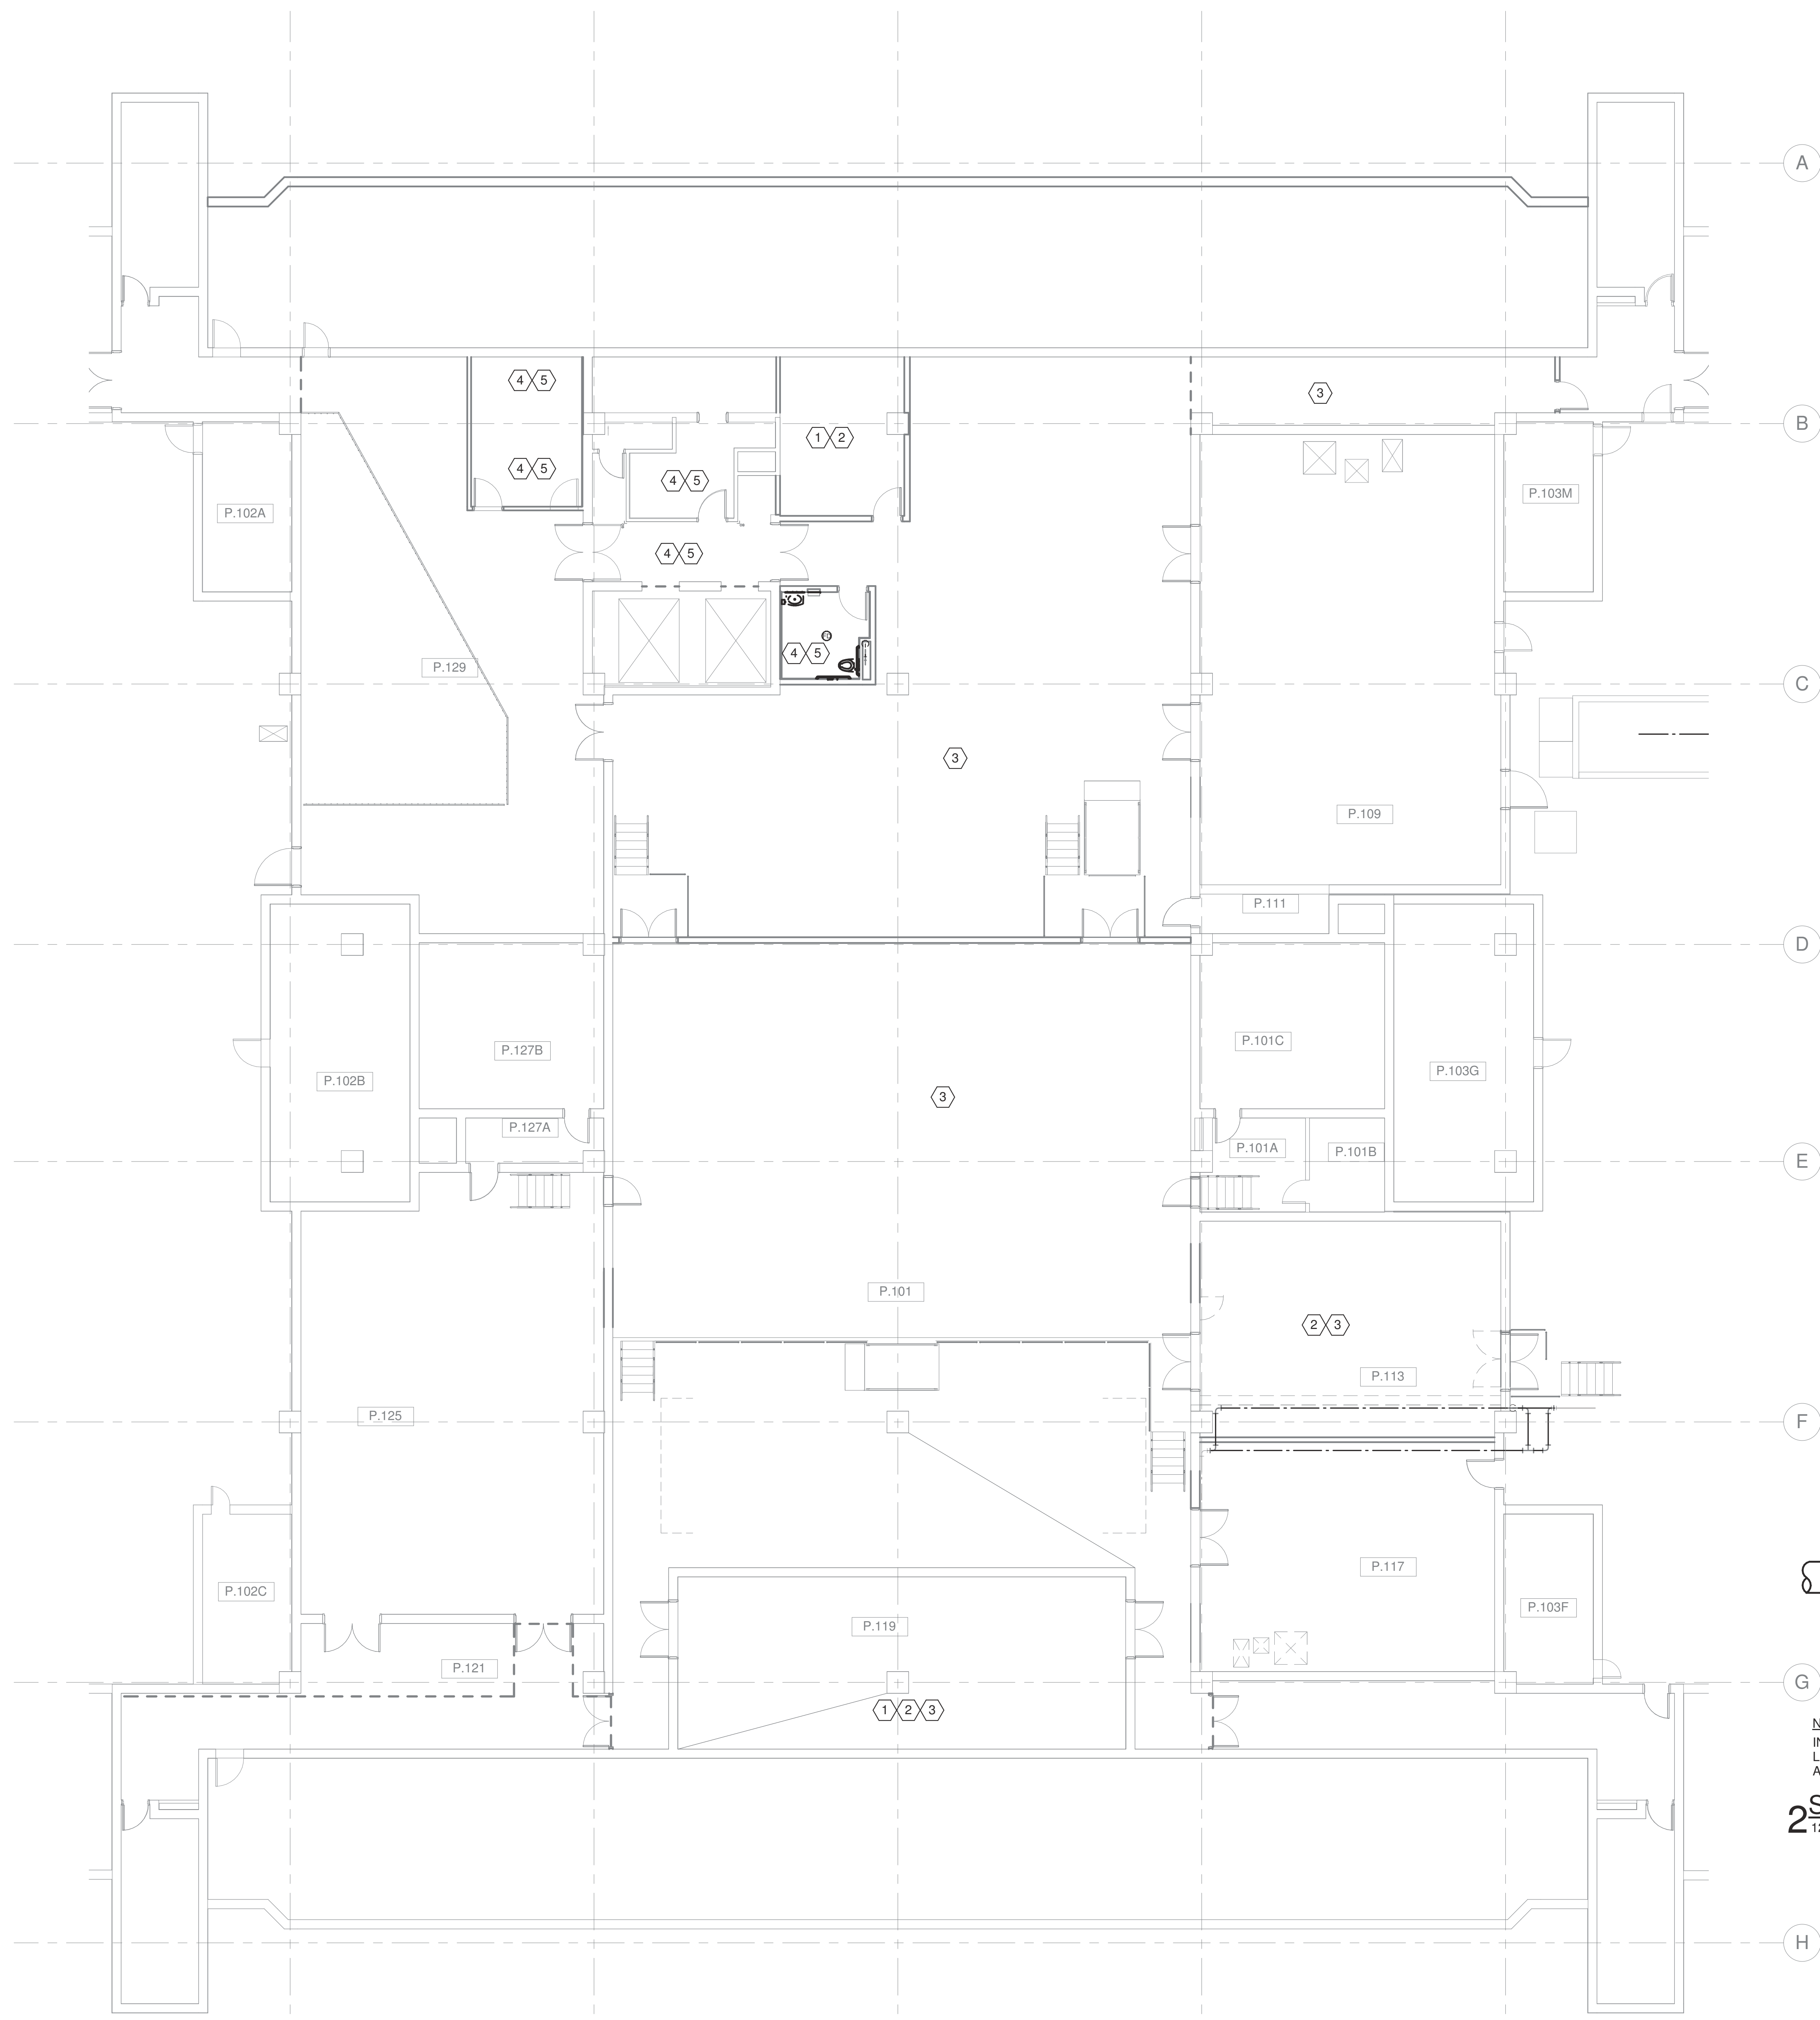 A
4 5
3
B
1 2
4 5
4 5
P.103M
P.102A
4 5
4 5
P.129
C
3
P.109
P.111
D
P.101C
P.127B
P.103G
P.102B
3
P.127A
P.101A
P.101B
E
P.101
2 3
P.113
P.125
F
P.117
P.102C
P.103F
P.119
P.121
G
1 2 3
2
H